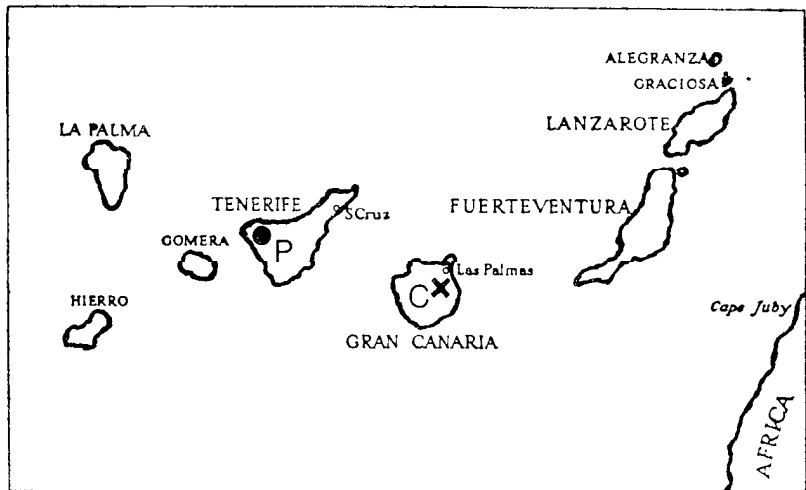 ALEGRANZA
GRACIOSA
LANZAROTE
LA PALMA
TENERIFE
S Cruz
FUERTEVENTURA
GOMERA
P
Las Palmas
C
HIERRO
Cape Juby
GRAN CANARIA
AFRICA